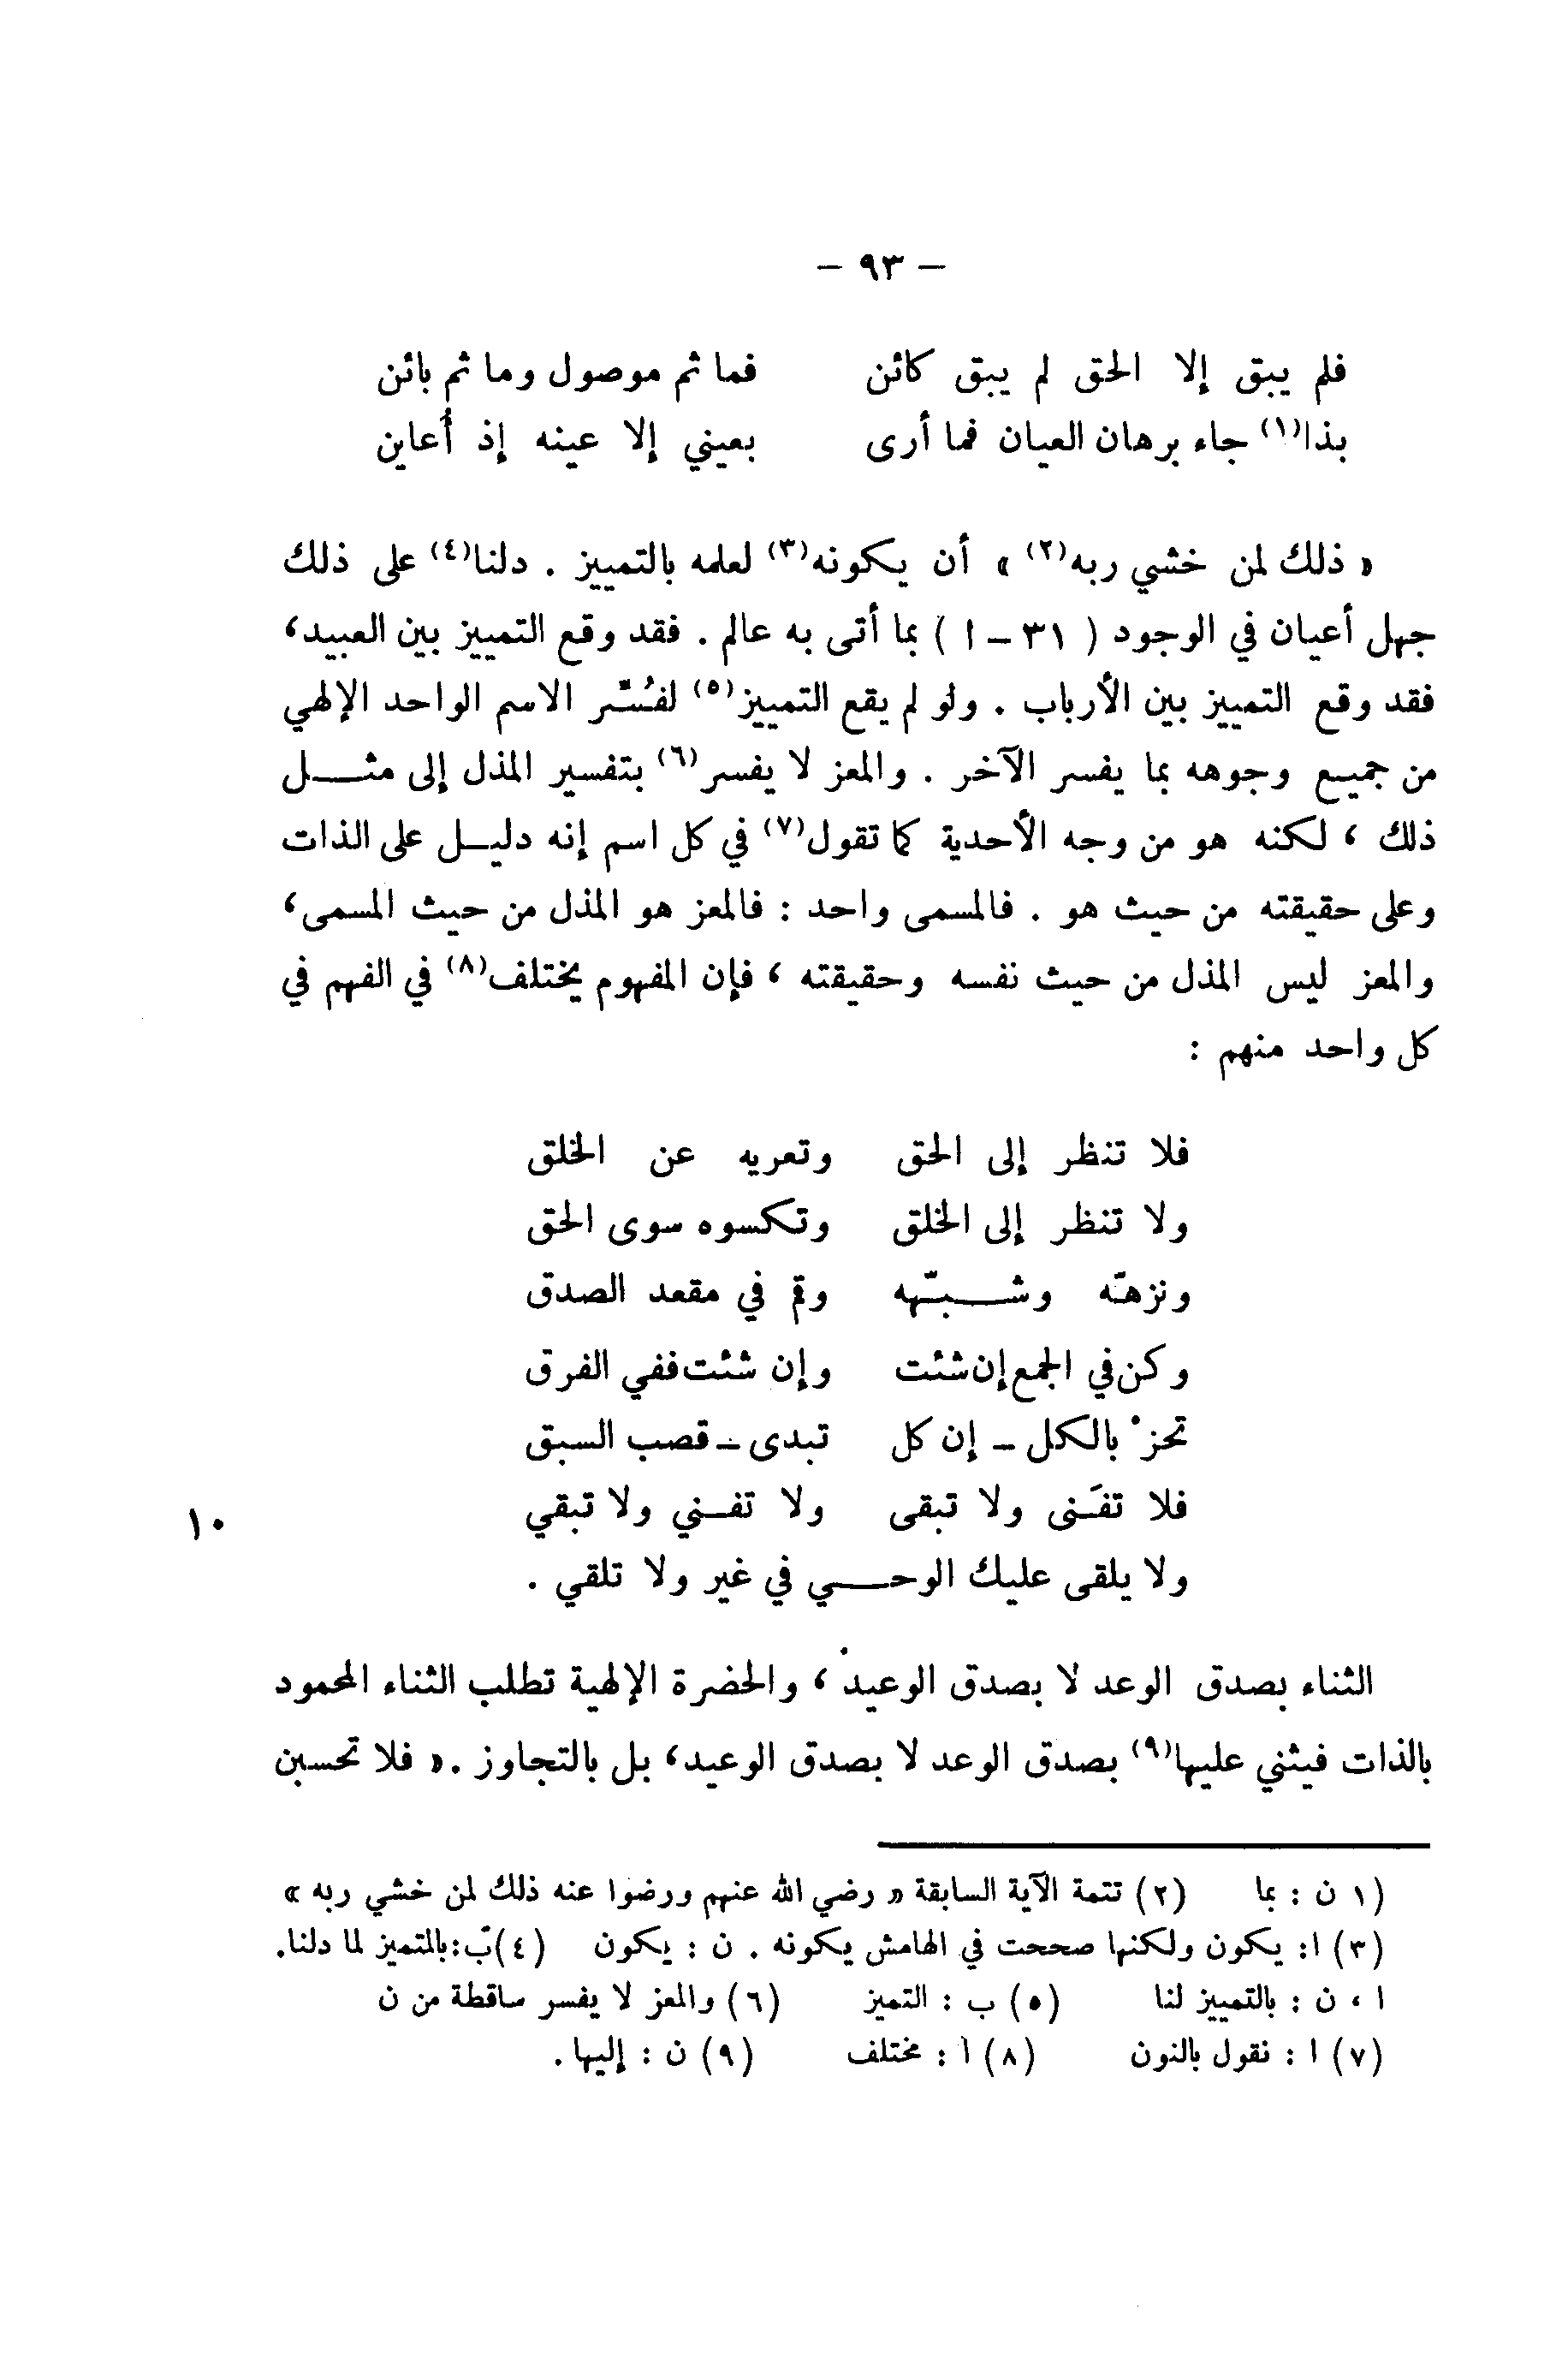 – ٩٣ –
فلم يبق إلا الحق لم يبق كائن فما ثم موصول وما ثم بائن
بذا(١) جاء برهان العيان فما أرى بعيني إلا عينه إذ أعاين
« ذلك لمن خشي ربه(٢) » أن يكونه(٣) لعلمه بالتمييز . دلنا(٤) على ذلك
جهل أعيان في الوجود ( ٣١ – ا ) بما أتى به عالم . فقد وقع التمييز بين العبيد،
فقد وقع التمييز بين الأرباب . ولو لم يقع التمييز(٥) لفُسّر الاسم الواحد الإلهي
من جميع وجوهه بما يفسر الآخر . والمعز لا يفسر(٦) بتفسير المذل إلى مثـل
ذلك ، لكنه هو من وجه الأحدية كما تقول(٧) في كل اسم إنه دليـل على الذات
وعلى حقيقته من حيث هو . فالمسمى واحد : فالمعز هو المذل من حيث المسمى،
والمعز ليس المذل من حيث نفسه وحقيقته ، فإن المفهوم يختلف(٨) في الفهم في
كل واحد منهم :
فلا تنظر إلى الحق وتعريه عن الخلق
ولا تنظر إلى الخلق وتكسوه سوى الحق
ونزهّه وشـبّهه وقم في مقعد الصدق
وكن في الجمع إن شئت وإن شئت ففي الفرق
تحزْ بالكل – إن كل تبدى – قصب السبق
فلا تفَـنى ولا تبقى ولا تفـني ولا تبقي ١٠
ولا يلقى عليك الوحـي في غير ولا تلقي .
الثناء بصدق الوعد لا بصدق الوعيد ، والحضرة الإلهية تطلب الثناء المحمود
بالذات فيثني عليها(٩) بصدق الوعد لا بصدق الوعيد، بل بالتجاوز .« فلا تحسبن
(١ ن : بما (٢) تتمة الآية السابقة « رضي الله عنهم ورضوا عنه ذلك لمن خشي ربه »
(٣) ا: يكون ولكنها صححت في الهامش يكونه . ن : يكون (٤)ب:بالتميز لما دلنا.
ا ، ن : بالتمييز لنا (٥) ب : التميز (٦) والمعز لا يفسر ساقطة من ن
(٧) ا : نقول بالنون (٨) ا : مختلف (٩) ن : إليها .